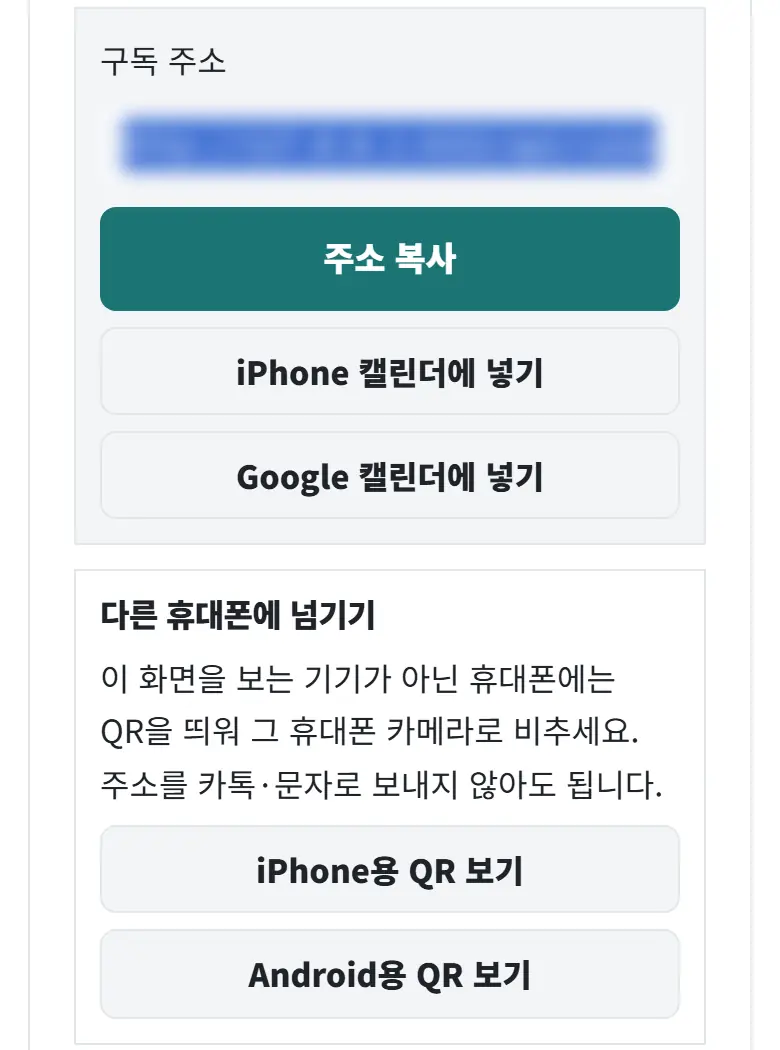 구독 주소
주소 복사
iPhone 캘린더에 넣기
Google 캘린더에 넣기
다른 휴대폰에 넘기기
이 화면을 보는 기기가 아닌 휴대폰에는
QR을 띄워 그 휴대폰 카메라로 비추세요.
주소를 카톡·문자로 보내지 않아도 됩니다.
iPhone용 QR 보기
Android용 QR 보기